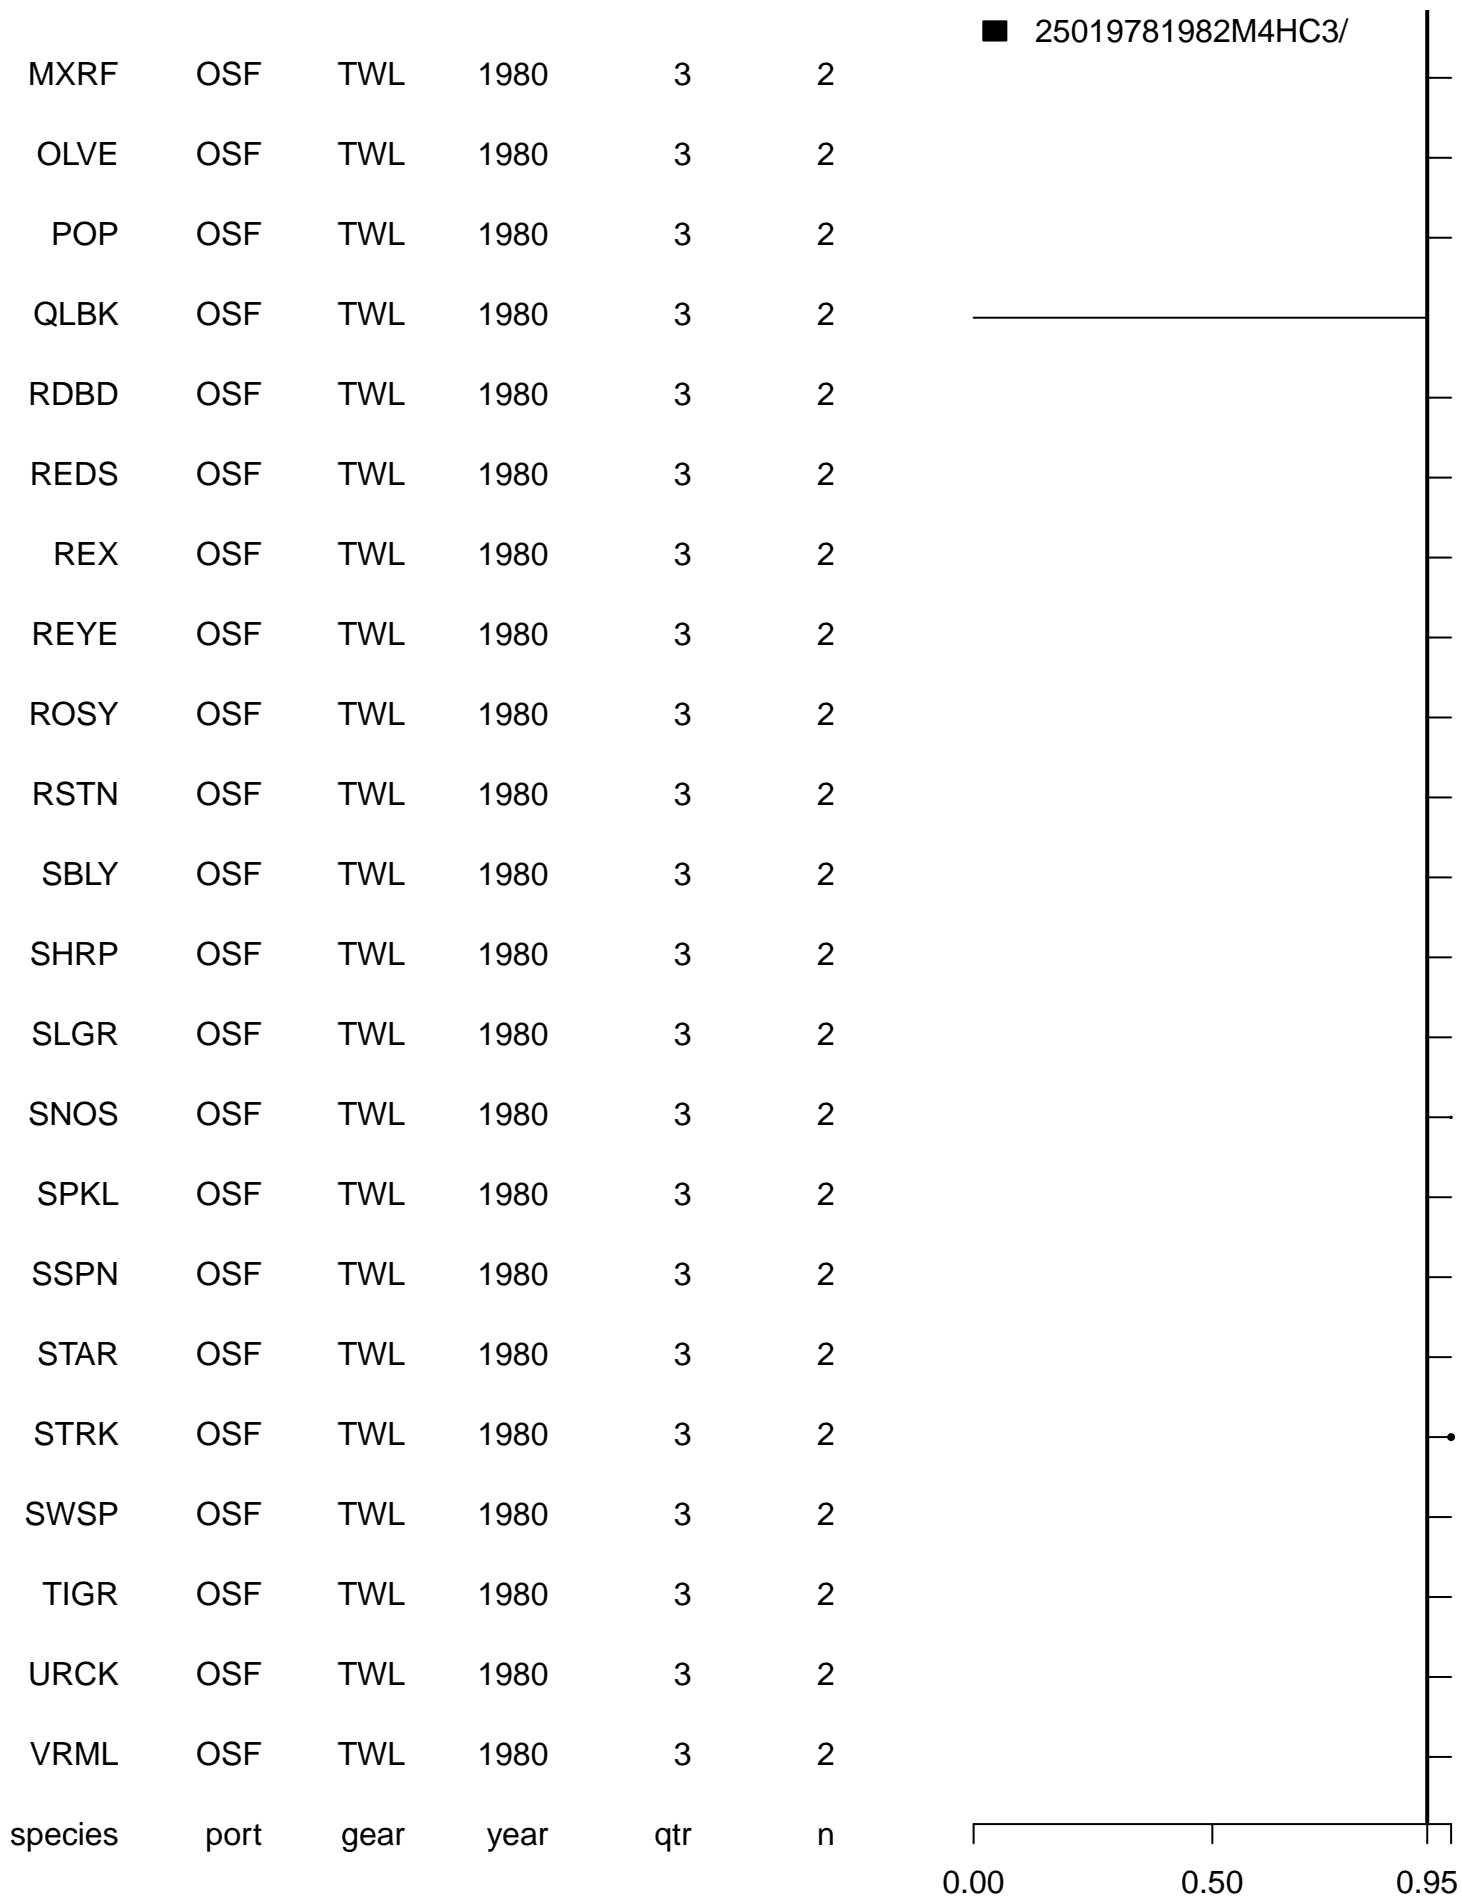 25019781982M4HC3/
MXRF OSF TWL 1980 3 2
OLVE OSF TWL 1980 3 2
POP OSF TWL 1980 3 2
QLBK OSF TWL 1980 3 2
RDBD OSF TWL 1980 3 2
REDS OSF TWL 1980 3 2
REX OSF TWL 1980 3 2
REYE OSF TWL 1980 3 2
ROSY OSF TWL 1980 3 2
RSTN OSF TWL 1980 3 2
SBLY OSF TWL 1980 3 2
SHRP OSF TWL 1980 3 2
SLGR OSF TWL 1980 3 2
SNOS OSF TWL 1980 3 2
SPKL OSF TWL 1980 3 2
SSPN OSF TWL 1980 3 2
STAR OSF TWL 1980 3 2
STRK OSF TWL 1980 3 2
SWSP OSF TWL 1980 3 2
TIGR OSF TWL 1980 3 2
URCK OSF TWL 1980 3 2
VRML OSF TWL 1980 3 2
species port gear year qtr n
0.00 0.50 0.95